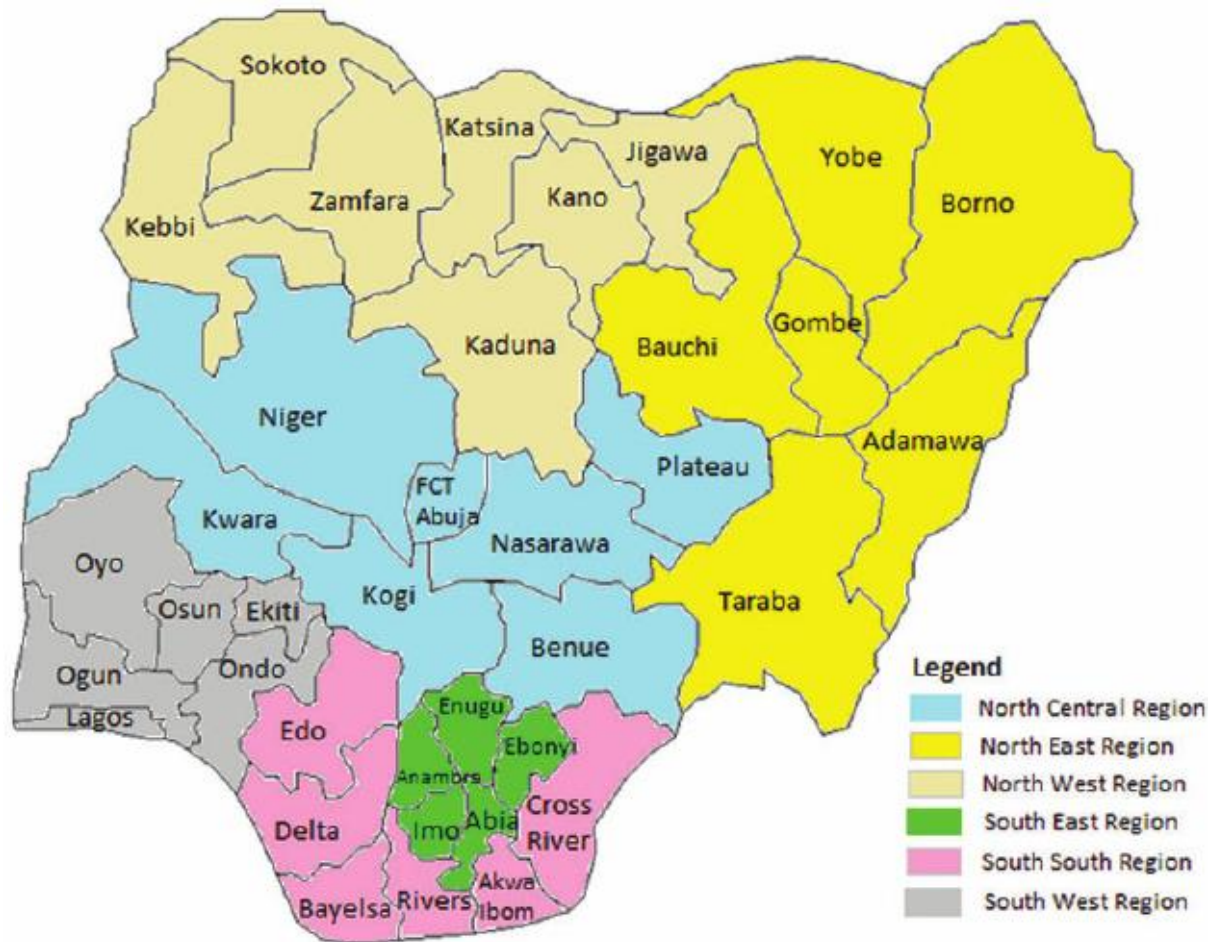 Sokoto
Katsina
Jigawa
Yobe
Zamfara
Kano
Borno
Kebbi
Kaduna
Bauchi
Gombe
Niger
Adamawa
Plateau
FCT
Abuja
Kwara
Nasarawa
Oyo
Kogi
Taraba
Osun
Ekiti
Benue
Ogun
Ondo
Lagos
Edo
Enugu
Ebonyi
Anambra
Cross
River
Delta
Imo
Abia
Bayelsa
Rivers
Akwa
Ibom
Legend
North Central Region
North East Region
North West Region
South East Region
South South Region
South West Region